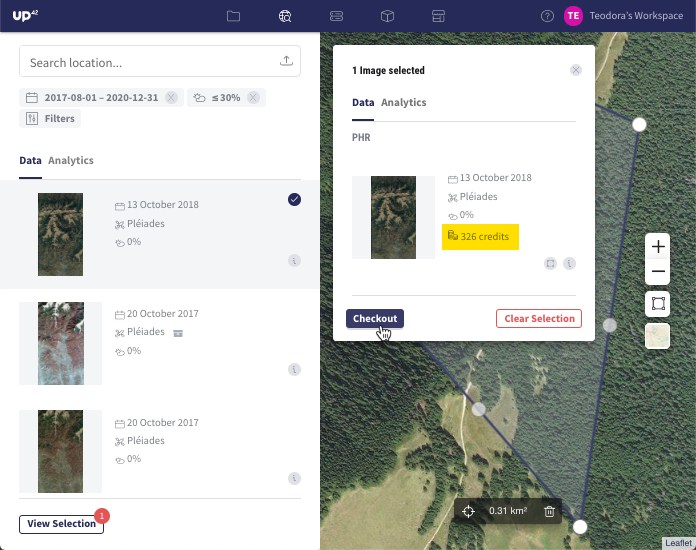 up42
TE Teodora's Workspace
Search location...
2017-08-01 – 2020-12-31
≤ 30%
Filters
Data Analytics
13 October 2018
Pléiades
0%
20 October 2017
Pléiades
0%
20 October 2017
Pléiades
0%
View Selection 1
1 Image selected
Data Analytics
PHR
13 October 2018
Pléiades
0%
326 credits
Checkout
Clear Selection
0.31 km²
Leaflet